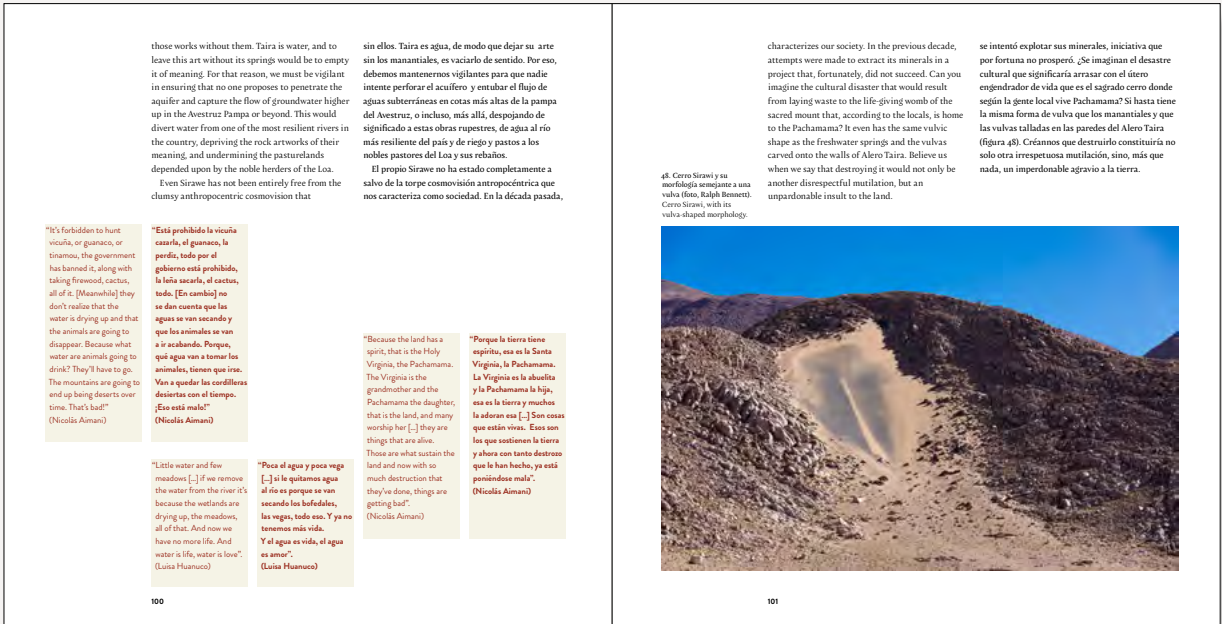 those works without them. Taira is water, and to
leave this art without its springs would be to empty
it of meaning. For that reason, we must be vigilant
in ensuring that no one proposes to penetrate the
aquifer and capture the flow of groundwater higher
up in the Avestruz Pampa or beyond. This would
divert water from one of the most resilient rivers in
the country, depriving the rock artworks of their
meaning, and undermining the pasturelands
depended upon by the noble herders of the Loa.
Even Sirawe has not been entirely free from the
clumsy anthropocentric cosmovision that
sin ellos. Taira es agua, de modo que dejar su arte
sin los manantiales, es vaciarlo de sentido. Por eso,
debemos mantenernos vigilantes para que nadie
intente perforar el acuífero y entubar el flujo de
aguas subterráneas en cotas más altas de la pampa
del Avestruz, o incluso, más allá, despojando de
significado a estas obras rupestres, de agua al río
más resiliente del país y de riego y pastos a los
nobles pastores del Loa y sus rebaños.
El propio Sirawe no ha estado completamente a
salvo de la torpe cosmovisión antropocéntrica que
nos caracteriza como sociedad. En la década pasada,
“It’s forbidden to hunt
vicuña, or guanaco, or
tinamou, the government
has banned it, along with
taking firewood, cactus,
all of it. [Meanwhile] they
don’t realize that the
water is drying up and that
the animals are going to
disappear. Because what
water are animals going to
drink? They’ll have to go.
The mountains are going to
end up being deserts over
time. That’s bad!”
(Nicolás Aimani)
“Está prohibido la vicuña
cazarla, el guanaco, la
perdiz, todo por el
gobierno está prohibido,
la leña sacarla, el cactus,
todo. [En cambio] no
se dan cuenta que las
aguas se van secando y
que los animales se van
a ir acabando. Porque,
qué agua van a tomar los
animales, tienen que irse.
Van a quedar las cordilleras
desiertas con el tiempo.
¡Eso está malo!”
(Nicolás Aimani)
“Little water and few
meadows [...] if we remove
the water from the river it’s
because the wetlands are
drying up, the meadows,
all of that. And now we
have no more life. And
water is life, water is love”.
(Luisa Huanuco)
“Poca el agua y poca vega
[...] si le quitamos agua
al río es porque se van
secando los bofedales,
las vegas, todo eso. Y ya no
tenemos más vida.
Y el agua es vida, el agua
es amor”.
(Luisa Huanuco)
“Because the land has a
spirit, that is the Holy
Virginia, the Pachamama.
The Virginia is the
grandmother and the
Pachamama the daughter,
that is the land, and many
worship her [...] they are
things that are alive.
Those are what sustain the
land and now with so
much destruction that
they’ve done, things are
getting bad”.
(Nicolás Aimani)
“Porque la tierra tiene
espíritu, esa es la Santa
Virginia, la Pachamama.
La Virginia es la abuelita
y la Pachamama la hija,
esa es la tierra y muchos
la adoran esa [...] Son cosas
que están vivas. Esos son
los que sostienen la tierra
y ahora con tanto destrozo
que le han hecho, ya está
poniéndose mala”.
(Nicolás Aimani)
100
characterizes our society. In the previous decade,
attempts were made to extract its minerals in a
project that, fortunately, did not succeed. Can you
imagine the cultural disaster that would result
from laying waste to the life-giving womb of the
sacred mount that, according to the locals, is home
to the Pachamama? It even has the same vulvic
shape as the freshwater springs and the vulvas
carved onto the walls of Alero Taira. Believe us
when we say that destroying it would not only be
another disrespectful mutilation, but an
unpardonable insult to the land.
se intentó explotar sus minerales, iniciativa que
por fortuna no prosperó. ¿Se imaginan el desastre
cultural que significaría arrasar con el útero
engendrador de vida que es el sagrado cerro donde
según la gente local vive Pachamama? Si hasta tiene
la misma forma de vulva que los manantiales y que
las vulvas talladas en las paredes del Alero Taira
(figura 48). Créannos que destruirlo constituiría no
solo otra irrespetuosa mutilación, sino, más que
nada, un imperdonable agravio a la tierra.
48. Cerro Sirawi y su
morfología semejante a una
vulva (foto, Ralph Bennett).
Cerro Sirawi, with its
vulva-shaped morphology.
101